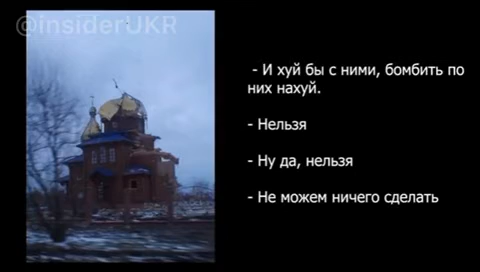 @insiderUKR
- И хуй бы с ними, бомбить по
них нахуй.
- Нельзя
- Ну да, нельзя
- Не можем ничего сделать